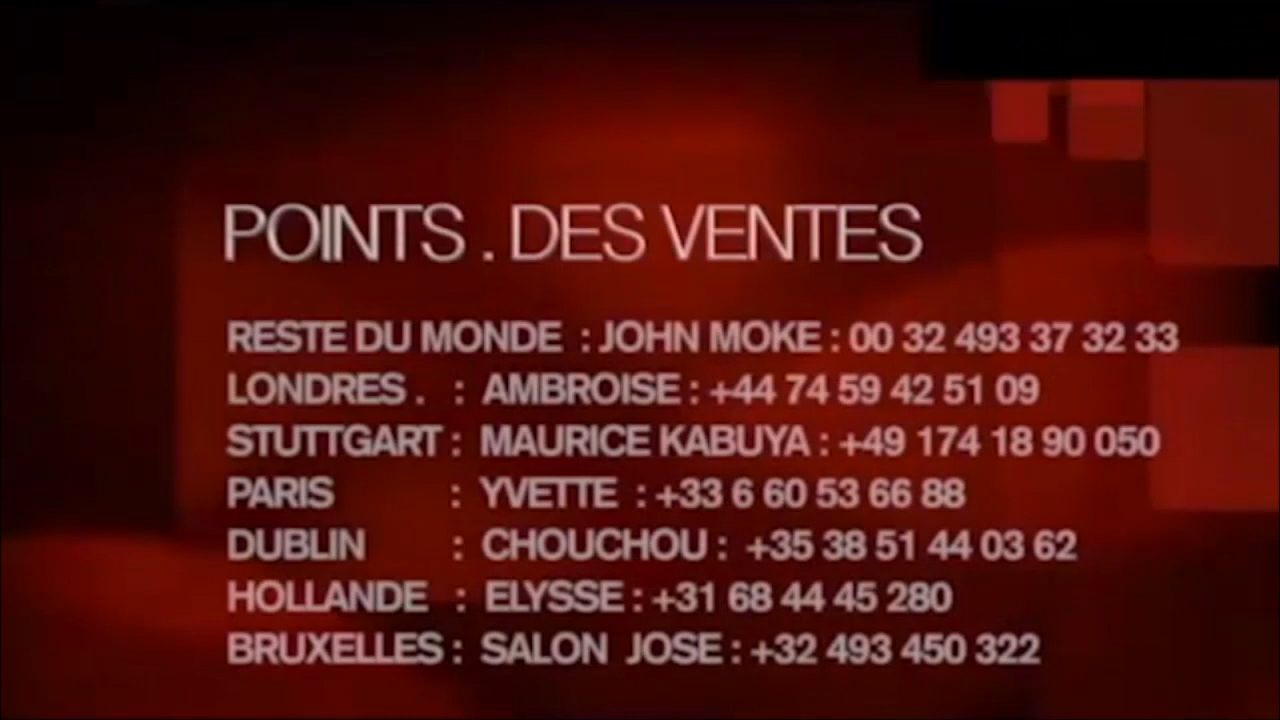 POINTS . DES VENTES
RESTE DU MONDE : JOHN MOKE : 00 32 493 37 32 33
LONDRES . : AMBROISE : +44 74 59 42 51 09
STUTTGART : MAURICE KABUYA : +49 174 18 90 050
PARIS : YVETTE : +33 6 60 53 66 88
DUBLIN : CHOUCHOU : +35 38 51 44 03 62
HOLLANDE : ELYSSE : +31 68 44 45 280
BRUXELLES : SALON JOSE : +32 493 450 322